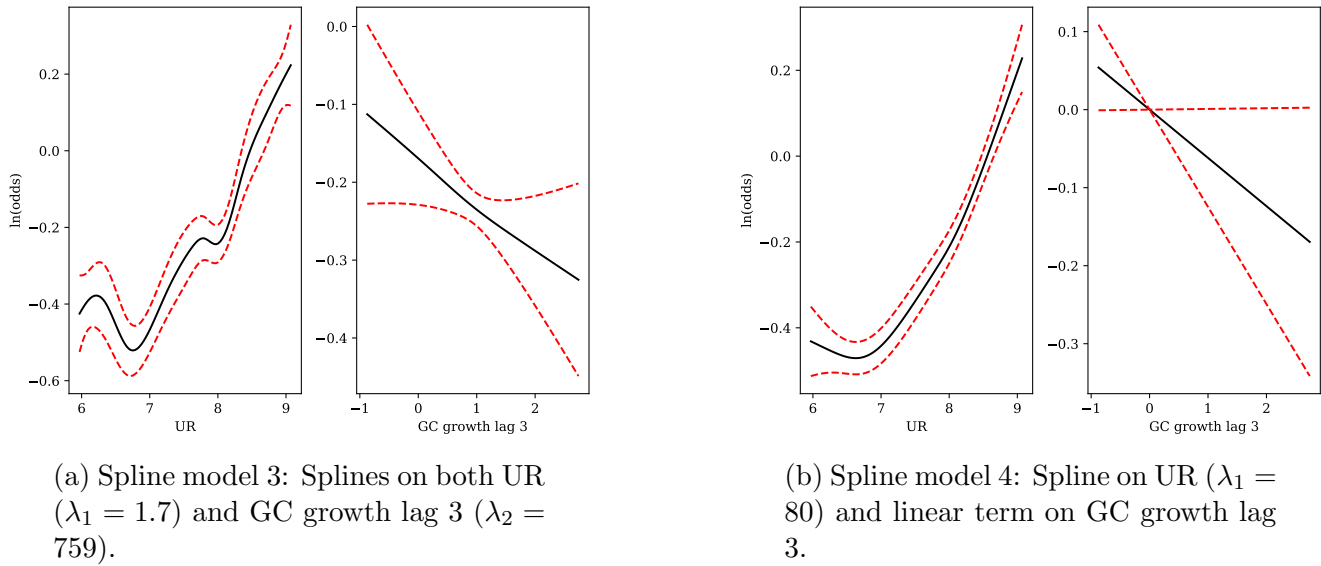 0.2
0.0
−0.2
−0.4
−0.6
ln(odds)
6 7 8 9
UR
0.0
−0.1
−0.2
−0.3
−0.4
−1 0 1 2
GC growth lag 3
(a) Spline model 3: Splines on both UR
(λ₁ = 1.7) and GC growth lag 3 (λ₂ =
759).
0.2
0.0
−0.2
−0.4
ln(odds)
6 7 8 9
UR
0.1
0.0
−0.1
−0.2
−0.3
−1 0 1 2
GC growth lag 3
(b) Spline model 4: Spline on UR (λ₁ =
80) and linear term on GC growth lag
3.